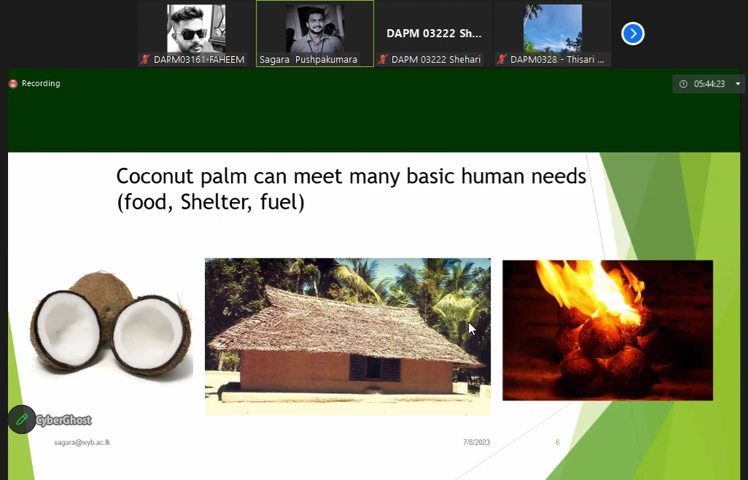 DAPM 03222 Sh...
DAPM03161-FAHEEM
Sagara Pushpakumara
DAPM 03222 Shehari
DAPM0328 - Thisari ...
Recording
05:44:23
Coconut palm can meet many basic human needs
(food, Shelter, fuel)
CyberGhost
sagara@wyb.ac.lk
7/8/2023
6